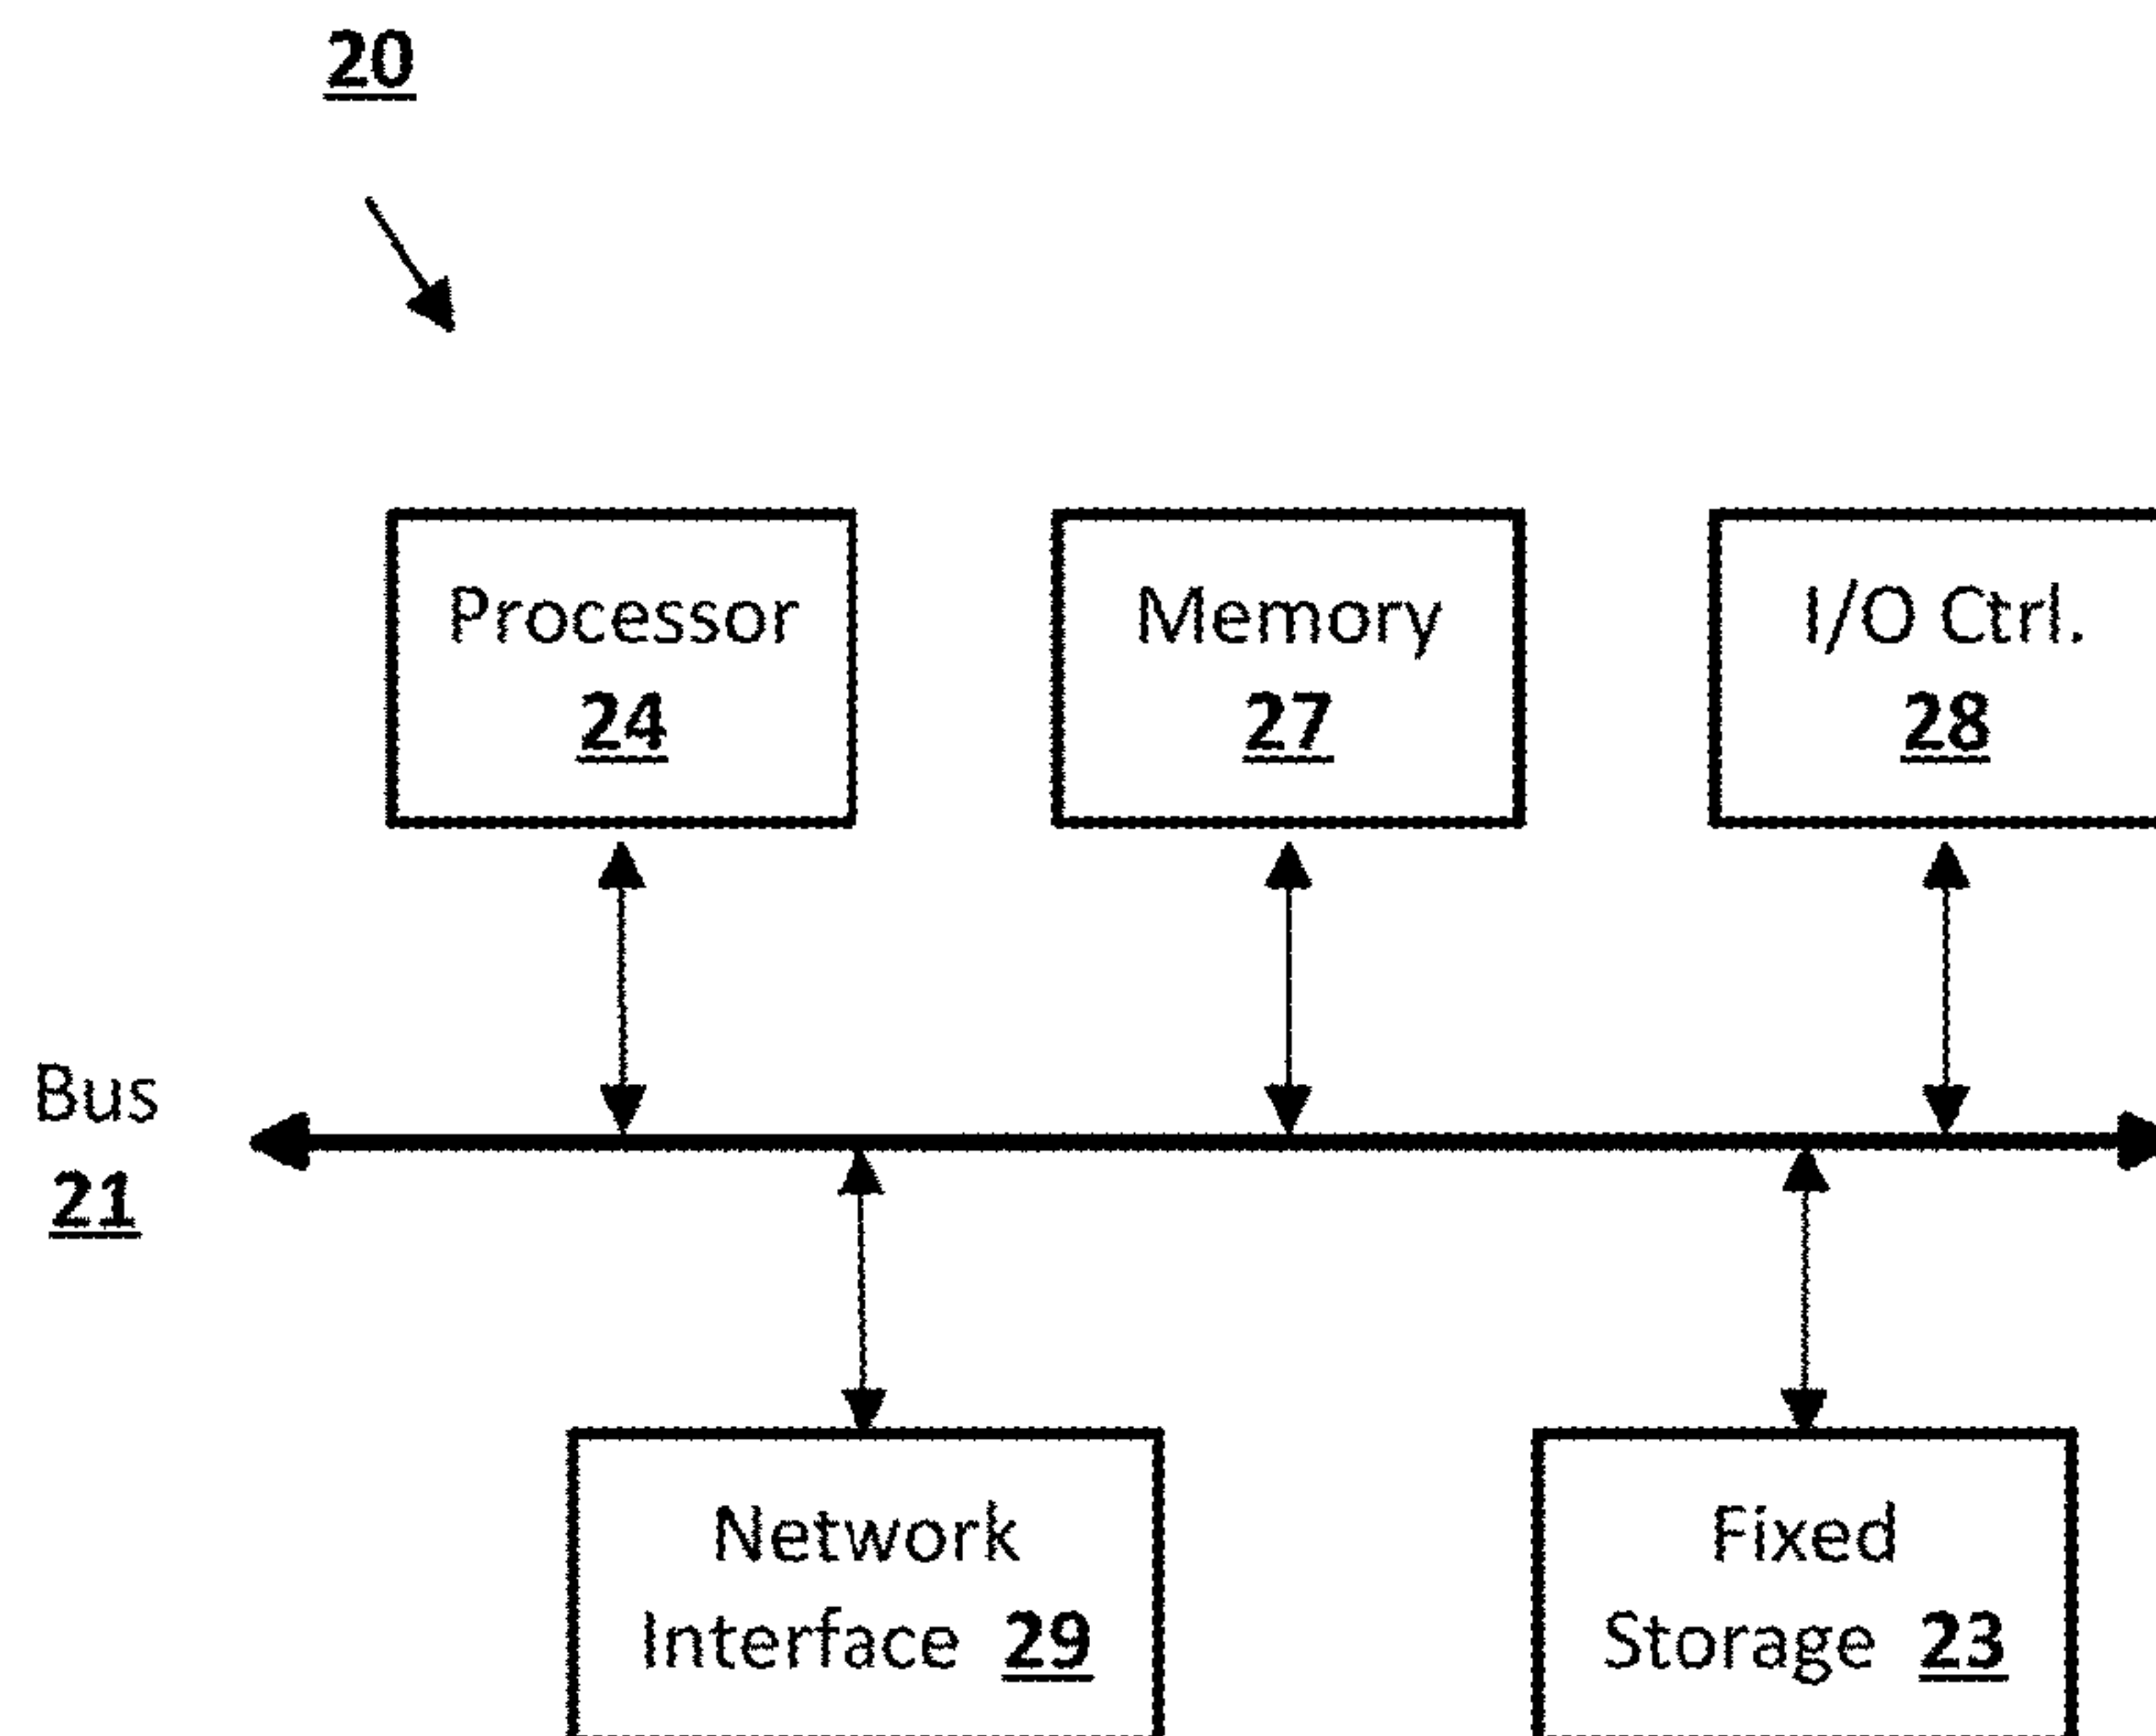 20
Processor
24
Memory
27
I/O Ctrl.
28
Bus
21
Network
Interface 29
Fixed
Storage 23